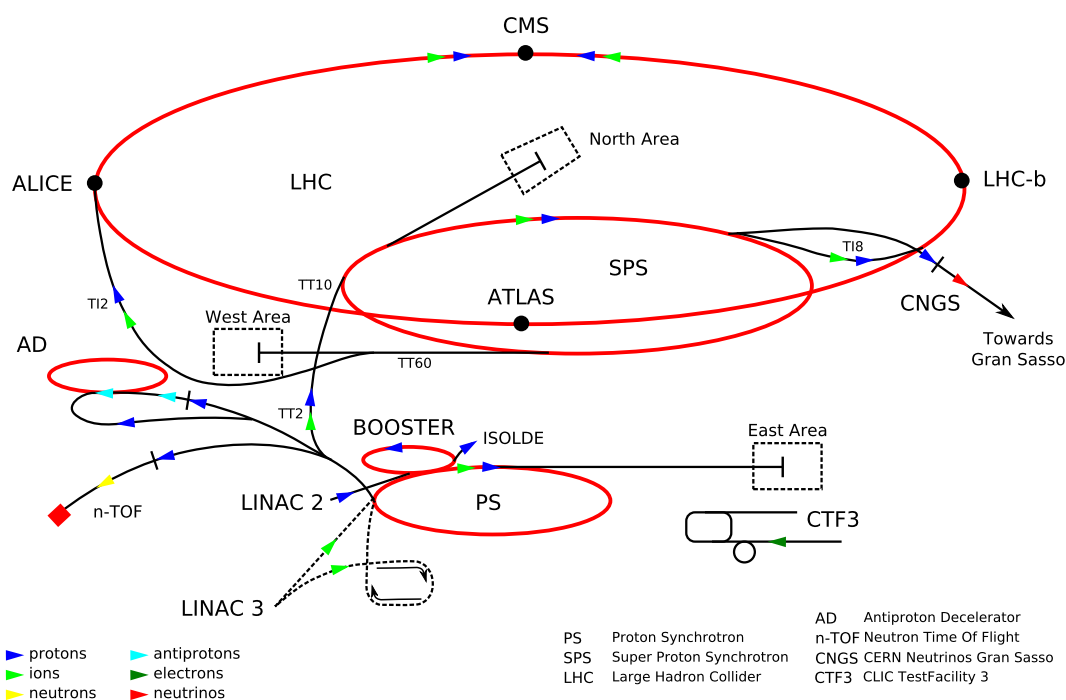 CMS
North Area
ALICE
LHC
LHC-b
SPS
TI8
TT10
ATLAS
CNGS
TI2
West Area
Towards
Gran Sasso
AD
TT60
TT2
BOOSTER
ISOLDE
East Area
LINAC 2
PS
n-TOF
CTF3
LINAC 3
protons
ions
neutrons
antiprotons
electrons
neutrinos
PS Proton Synchrotron
SPS Super Proton Synchrotron
LHC Large Hadron Collider
AD Antiproton Decelerator
n-TOF Neutron Time Of Flight
CNGS CERN Neutrinos Gran Sasso
CTF3 CLIC TestFacility 3